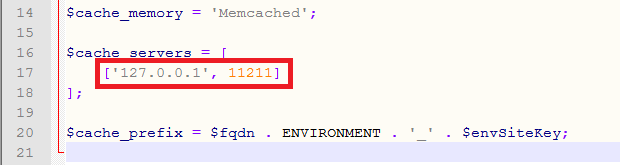 14 $cache_memory = 'Memcached';
15
16 $cache_servers = [
17 ['127.0.0.1', 11211]
18 ];
19
20 $cache_prefix = $fqdn . ENVIRONMENT . '_' . $envSiteKey;
21